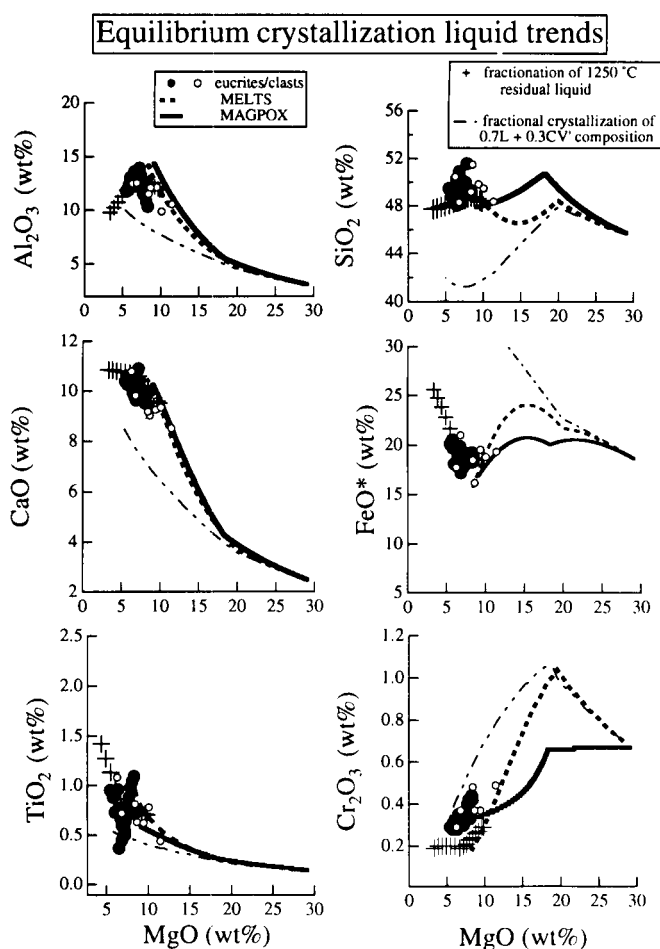 Equilibrium crystallization liquid trends
eucrites/clasts
MELTS
MAGPOX
fractionation of 1250 °C
residual liquid
fractional crystallization of
0.7L + 0.3CV' composition
Al2O3 (wt%)
20
15
10
5
0 5 10 15 20 25 30
SiO2 (wt%)
56
52
48
44
40
0 5 10 15 20 25 30
CaO (wt%)
12
10
8
6
4
2
0 5 10 15 20 25 30
FeO* (wt%)
30
25
20
15
10
5
0 5 10 15 20 25 30
TiO2 (wt%)
2.5
2.0
1.5
1.0
0.5
0.0
5 10 15 20 25 30
MgO (wt%)
Cr2O3 (wt%)
1.2
1.0
0.8
0.6
0.4
0.2
0 5 10 15 20 25 30
MgO (wt%)